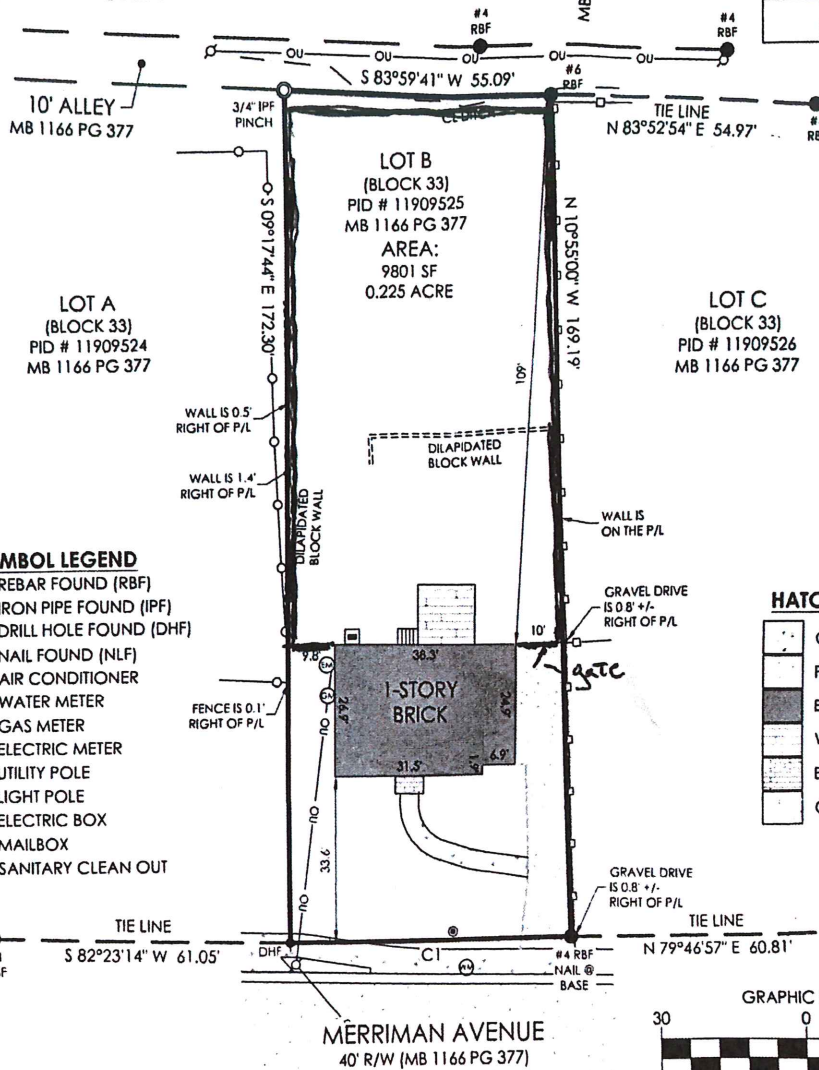 #4
RBF
#4
RBF
OU
OU
OU
OU
OU
S 83°59'41" W 55.09'
#6
RBF
10' ALLEY
MB 1166 PG 377
3/4" IPF
PINCH
TIE LINE
N 83°52'54" E 54.97'
LOT B
(BLOCK 33)
PID # 11909525
MB 1166 PG 377
AREA:
9801 SF
0.225 ACRE
S 09°17'44" E 172.30'
N 10°55'00" W 169.19'
LOT A
(BLOCK 33)
PID # 11909524
MB 1166 PG 377
LOT C
(BLOCK 33)
PID # 11909526
MB 1166 PG 377
109'
WALL IS 0.5'
RIGHT OF P/L
WALL IS 1.4'
RIGHT OF P/L
DILAPIDATED
BLOCK WALL
DILAPIDATED
BLOCK WALL
WALL IS
ON THE P/L
MBOL LEGEND
REBAR FOUND (RBF)
IRON PIPE FOUND (IPF)
DRILL HOLE FOUND (DHF)
NAIL FOUND (NLF)
AIR CONDITIONER
WATER METER
GAS METER
ELECTRIC METER
UTILITY POLE
LIGHT POLE
ELECTRIC BOX
MAILBOX
SANITARY CLEAN OUT
GRAVEL DRIVE
IS 0.8' +/-
RIGHT OF P/L
HATC
9.8'
38.3'
10'
gate
EM
GM
1-STORY
BRICK
26.9'
24.9'
31.5'
1.9'
6.9'
FENCE IS 0.1'
RIGHT OF P/L
OU
OU
OU
33.6'
GRAVEL DRIVE
IS 0.8' +/-
RIGHT OF P/L
TIE LINE
S 82°23'14" W 61.05'
DHF
C1
WM
#4 RBF
NAIL @
BASE
TIE LINE
N 79°46'57" E 60.81'
MERRIMAN AVENUE
40' R/W (MB 1166 PG 377)
GRAPHIC
30
0